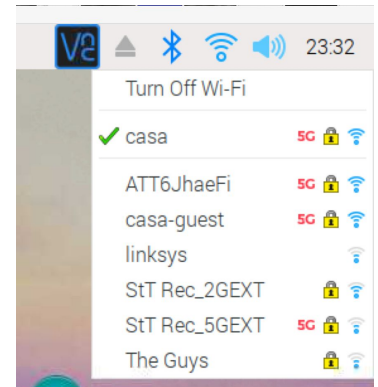 V2 23:32
Turn Off Wi-Fi
casa 5G
ATT6JhaeFi 5G
casa-guest 5G
linksys
StT Rec_2GEXT
StT Rec_5GEXT 5G
The Guys